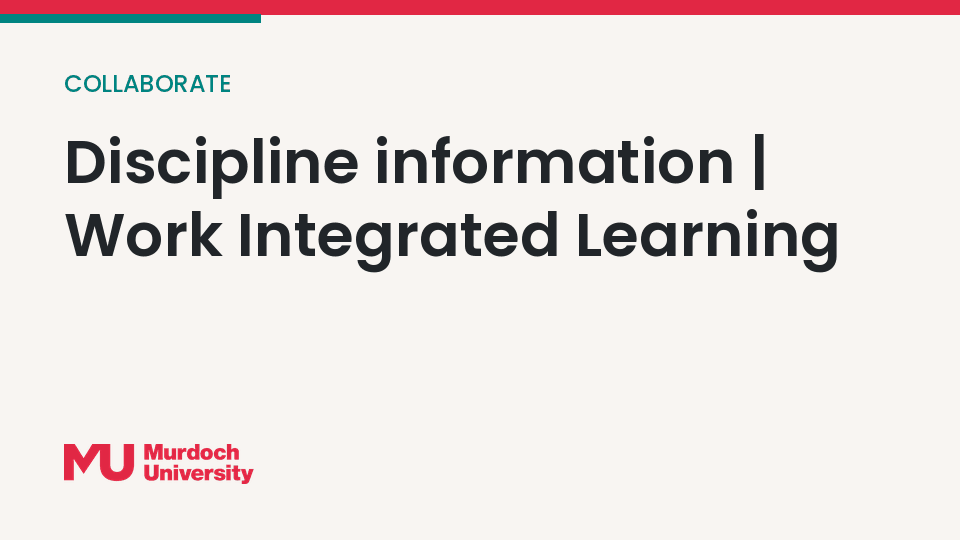 COLLABORATE
Discipline information |
Work Integrated Learning
MU Murdoch
University